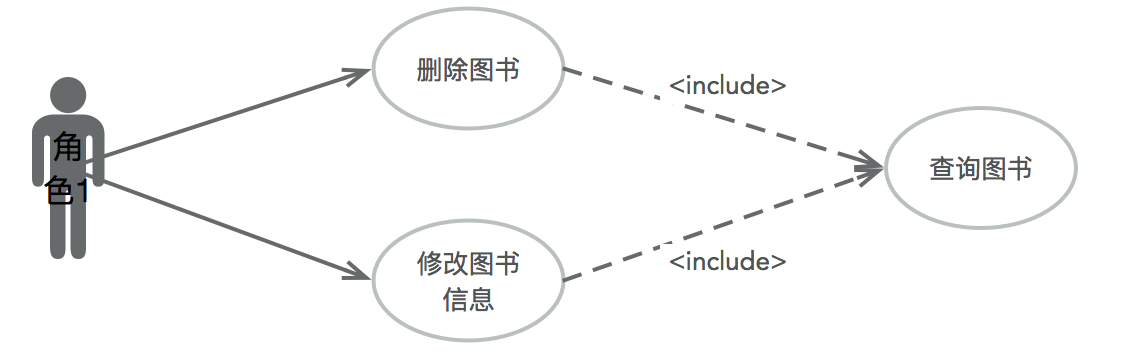 角
色1
删除图书
<include>
查询图书
修改图书
信息
<include>